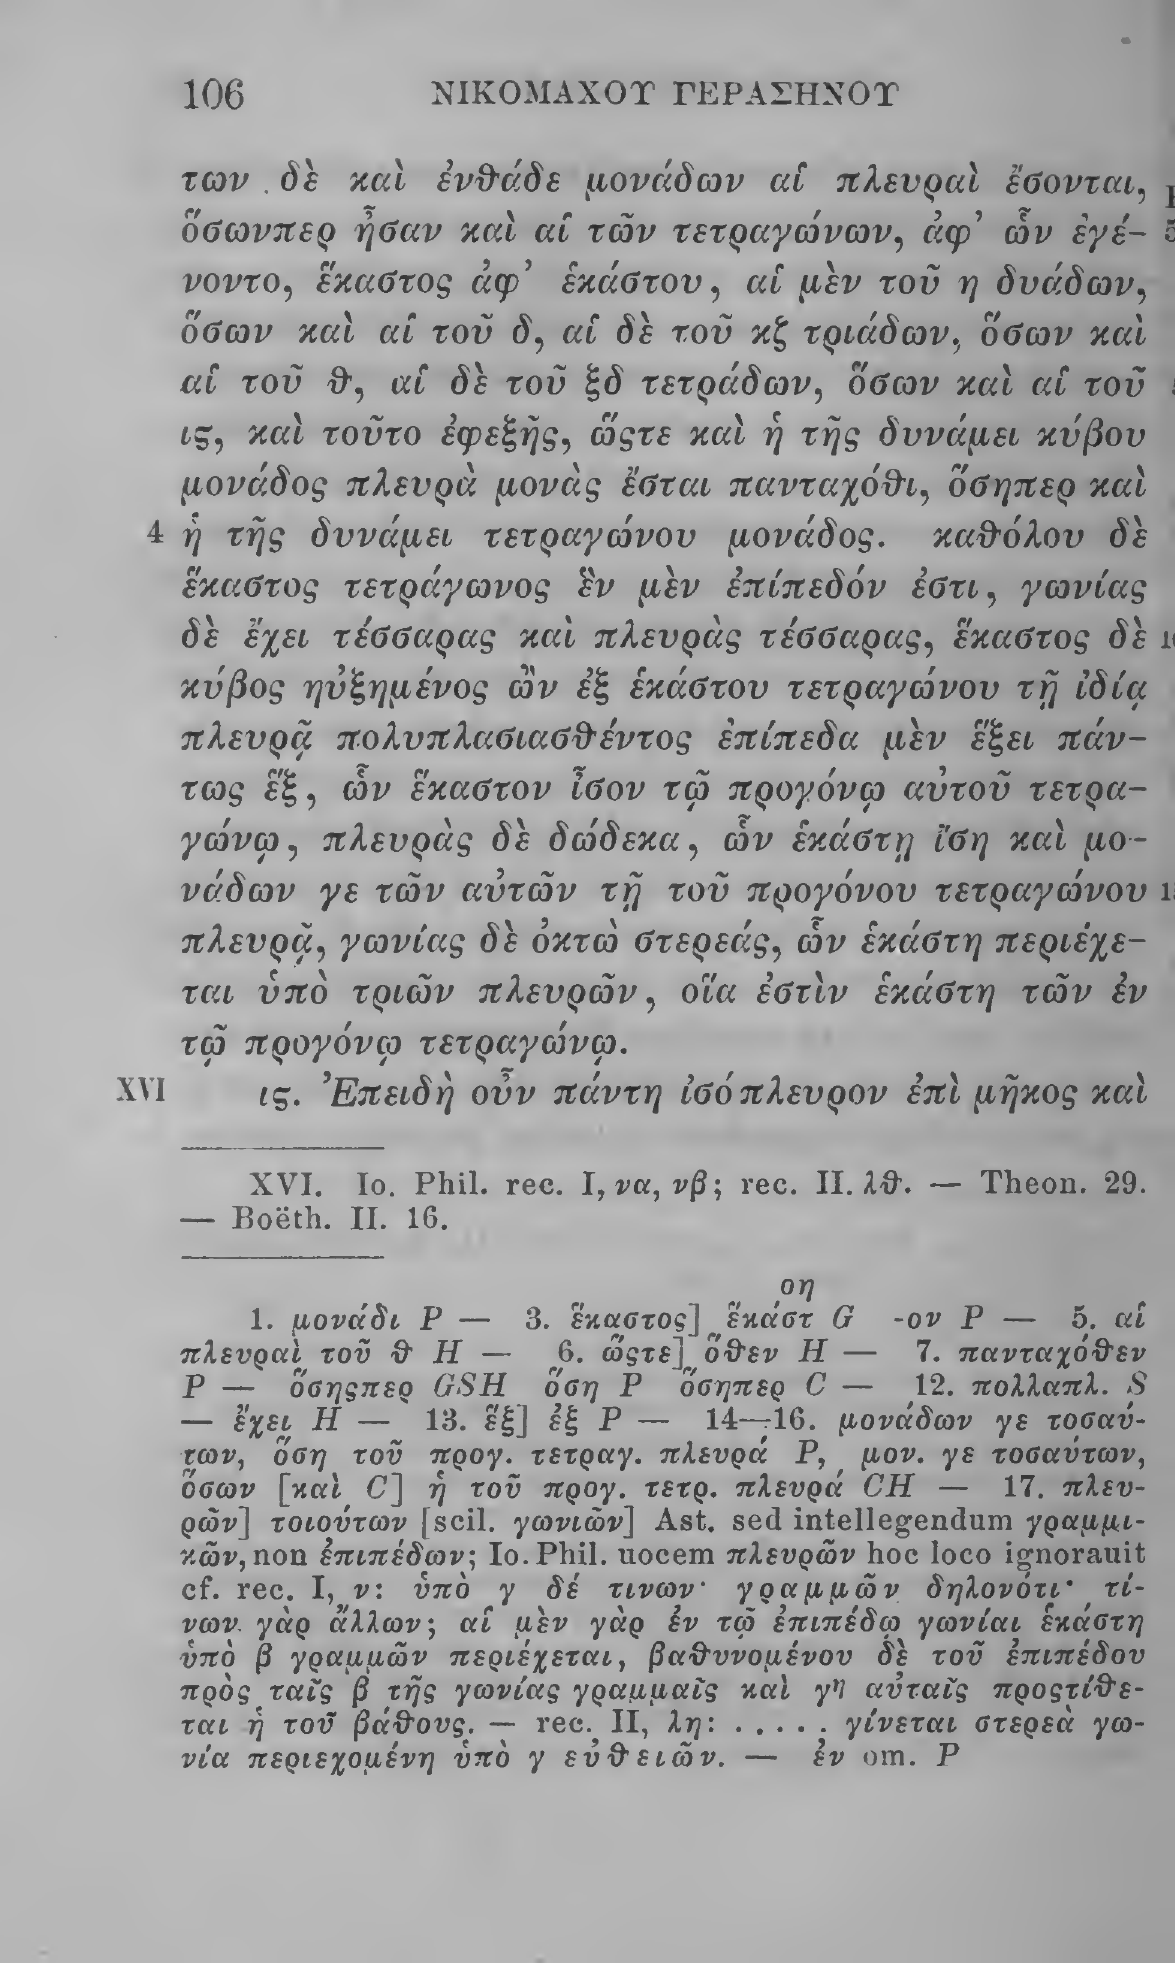 106 ΝΙΚΟΜΑΧΟΥ ΓΕΡΑΣΗΝΟΥ
των δὲ καὶ ἐνθάδε μονάδων αἱ πλευραὶ ἔσονται,
ὅσωνπερ ἦσαν καὶ αἱ τῶν τετραγώνων, ἀφ’ ὧν ἐγέ-
νοντο, ἕκαστος ἀφ’ ἑκάστου, αἱ μὲν τοῦ η δυάδων,
ὅσων καὶ αἱ τοῦ δ, αἱ δὲ τοῦ κζ τριάδων, ὅσων καὶ
αἱ τοῦ θ, αἱ δὲ τοῦ ξδ τετράδων, ὅσων καὶ αἱ τοῦ
ις, καὶ τοῦτο ἐφεξῆς, ὥςτε καὶ ἡ τῆς δυνάμει κύβου
μονάδος πλευρὰ μονὰς ἔσται πανταχόθι, ὅσηπερ καὶ
4 ἡ τῆς δυνάμει τετραγώνου μονάδος. καθόλου δὲ
ἕκαστος τετράγωνος ἓν μὲν ἐπίπεδόν ἐστι, γωνίας
δὲ ἔχει τέσσαρας καὶ πλευρὰς τέσσαρας, ἕκαστος δὲ
κύβος ηὐξημένος ὢν ἐξ ἑκάστου τετραγώνου τῇ ἰδίᾳ
πλευρᾷ πολυπλασιασθέντος ἐπίπεδα μὲν ἕξει πάν-
τως ἕξ, ὧν ἕκαστον ἶσον τῷ προγόνῳ αὐτοῦ τετρα-
γώνῳ, πλευρὰς δὲ δώδεκα, ὧν ἑκάστη ἴση καὶ μο-
νάδων γε τῶν αὐτῶν τῇ τοῦ προγόνου τετραγώνου
πλευρᾷ, γωνίας δὲ ὀκτὼ στερεάς, ὧν ἑκάστη περιέχε-
ται ὑπὸ τριῶν πλευρῶν, οἵα ἐστὶν ἑκάστη τῶν ἐν
τῷ προγόνῳ τετραγώνῳ.
XVI ις. Ἐπειδὴ οὖν πάντη ἰσόπλευρον ἐπὶ μῆκος καὶ
XVI. Io. Phil. rec. I, να, νβ; rec. II. λθ. — Theon. 29.
— Boëth. II. 16.
οη
1. μονάδι P — 3. ἕκαστος] ἕκάστ G -ον P — 5. αἱ
πλευραὶ τοῦ θ H — 6. ὥςτε] ὅθεν H — 7. πανταχόθεν
P — ὅσηςπερ GSH ὅση P ὅσηπερ C — 12. πολλαπλ. S
— ἔχει H — 13. ἕξ] ἐξ P — 14—16. μονάδων γε τοσαύ-
των, ὅση τοῦ προγ. τετραγ. πλευρά P, μον. γε τοσαύτων,
ὅσων [καὶ C] ἡ τοῦ προγ. τετρ. πλευρά CH — 17. πλευ-
ρῶν] τοιούτων [scil. γωνιῶν] Ast. sed intellegendum γραμμι-
κῶν, non ἐπιπέδων; Io. Phil. uocem πλευρῶν hoc loco ignorauit
cf. rec. I, ν: ὑπὸ γ δέ τινων· γραμμῶν δηλονότι· τί-
νων γὰρ ἄλλων; αἱ μὲν γὰρ ἐν τῷ ἐπιπέδῳ γωνίαι ἑκάστη
ὑπὸ β γραμμῶν περιέχεται, βαθυνομένου δὲ τοῦ ἐπιπέδου
πρὸς ταῖς β τῆς γωνίας γραμμαῖς καὶ γη αὐταῖς προςτίθε-
ται ἡ τοῦ βάθους. — rec. II, λη: ..... γίνεται στερεὰ γω-
νία περιεχομένη ὑπὸ γ εὐθειῶν. — ἐν om. P